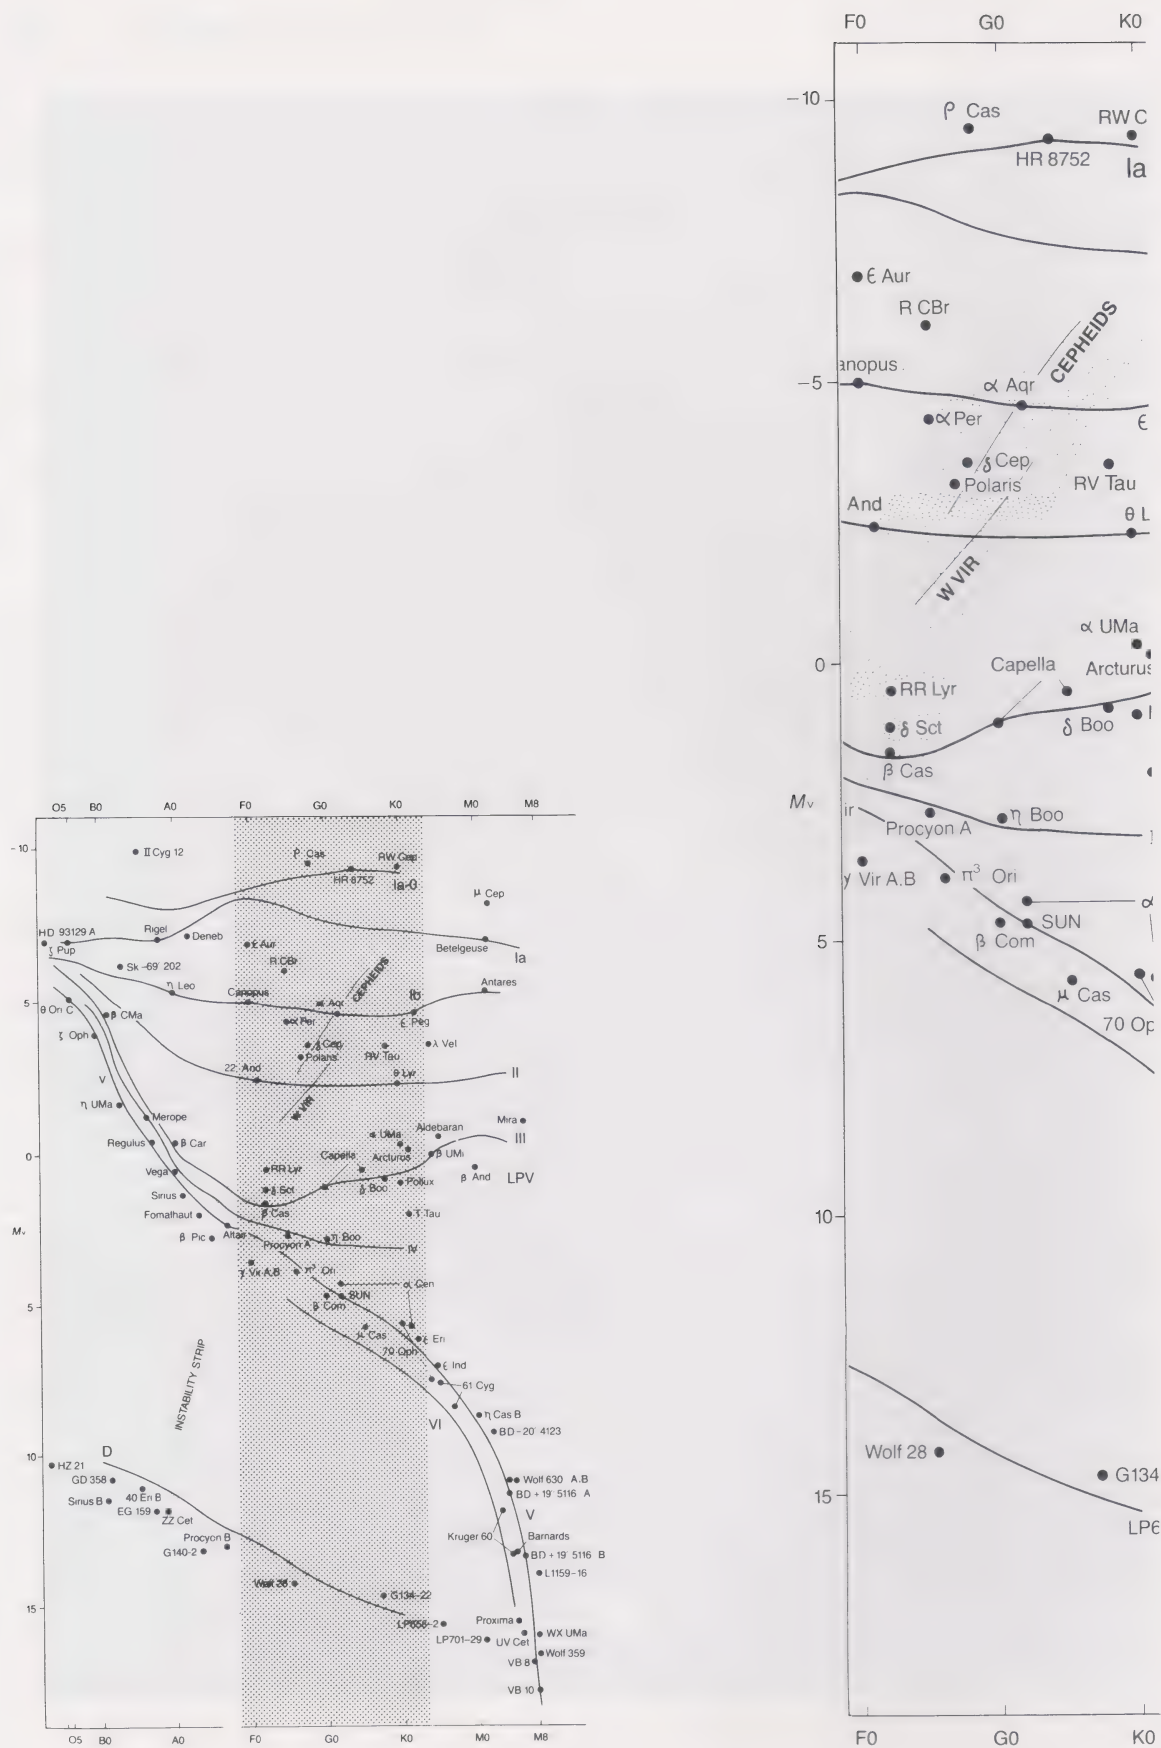 F0 G0 K0
-10
ρ Cas
RW C
HR 8752
Ia
ϵ Aur
R CBr
CEPHEIDS
anopus
-5
α Aqr
α Per
ϵ
δ Cep
Polaris
RV Tau
And
θ L
W VIR
α UMa
0
Capella
Arcturus
RR Lyr
δ Sct
δ Boo
β Cas
Mv
ir
η Boo
Procyon A
γ Vir A.B
π³ Ori
α
SUN
5
β Com
μ Cas
70 Op
10
Wolf 28
G134
15
LP6
F0 G0 K0
O5 B0 A0 F0 G0 K0 M0 M8
-10
II Cyg 12
ρ Cas
RW Cep
HR 8752
Ia-0
μ Cep
HD 93129 A
Rigel
Deneb
ζ Pup
ϵ Aur
Betelgeuse
Ia
Sk -69° 202
R CBr
η Leo
CEPHEIDS
Canopus
Ib
Antares
5
θ Ori C
β CMa
α Aqr
α Per
ϵ Peg
ζ Oph
δ Cep
λ Vel
Polaris
RV Tau
V
22 And
θ Lyr
II
η UMa
W VIR
Merope
Mira
Regulus
β Car
α UMa
Aldebaran
III
0
Capella
Arcturus
β UMi
Vega
RR Lyr
β And
LPV
Sirius
δ Sct
δ Boo
Pollux
Fomalhaut
β Cas
ζ Tau
Mv
Altair
β Pic
Procyon A
η Boo
IV
γ Vir A.B
π³ Ori
α Cen
5
SUN
β Com
μ Cas
ϵ Eri
70 Oph
INSTABILITY STRIP
ϵ Ind
61 Cyg
VI
η Cas B
D
BD -20° 4123
10
HZ 21
GD 358
Wolf 630 A.B
40 Eri B
Sirius B
BD +19° 5116 A
EG 159
ZZ Cet
V
Procyon B
Kruger 60
Barnards
G140-2
BD +19° 5116 B
L1159-16
Wolf 28
G134-22
15
LP658-2
Proxima
LP701-29
UV Cet
WX UMa
Wolf 359
VB 8
VB 10
O5 B0 A0 F0 G0 K0 M0 M8